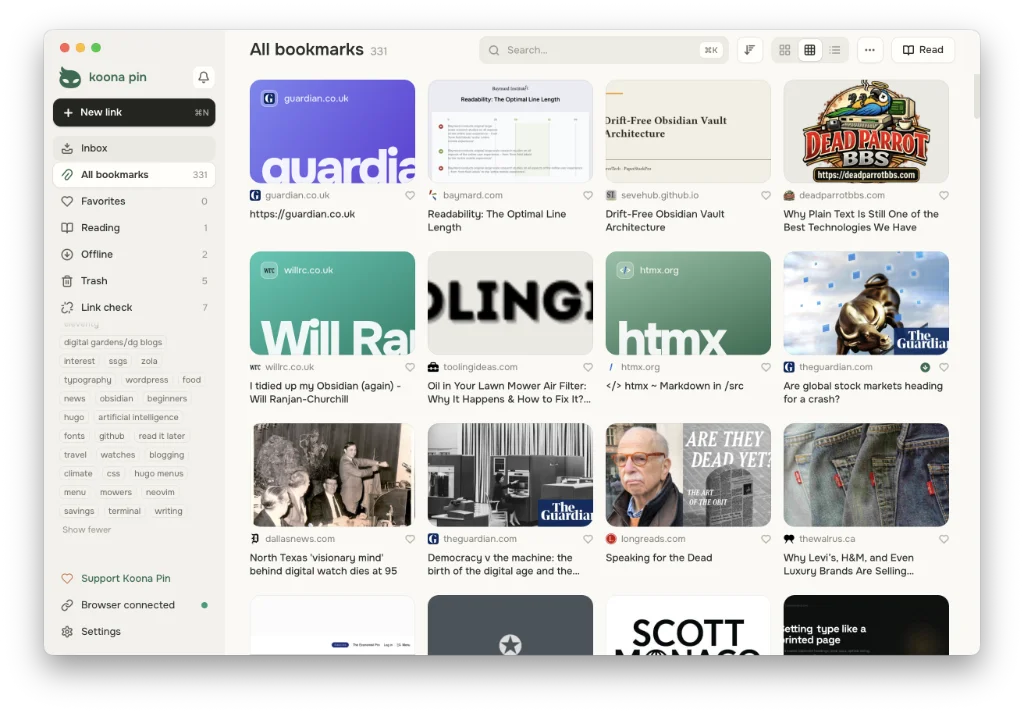 koona pin
New link ⌘N
Inbox
All bookmarks 331
Favorites 0
Reading 1
Offline 2
Trash 5
Link check 7
digital gardens/dg blogs
interest ssgs zola
typography wordpress food
news obsidian beginners
hugo artificial intelligence
fonts github read it later
travel watches blogging
climate css hugo menus
menu mowers neovim
savings terminal writing
Show fewer
Support Koona Pin
Browser connected
Settings
All bookmarks 331
Search... ⌘K
Read
guardian.co.uk
guardia
guardian.co.uk
https://guardian.co.uk
Readability: The Optimal Line Length
baymard.com
Readability: The Optimal Line
Length
Drift-Free Obsidian Vault
Architecture
sevehub.github.io
Drift-Free Obsidian Vault
Architecture
DEAD PARROT
BBS
https://deadparrotbbs.com
deadparrotbbs.com
Why Plain Text Is Still One of the
Best Technologies We Have
WRC willrc.co.uk
Will Ra
WRC willrc.co.uk
I tidied up my Obsidian (again) -
Will Ranjan-Churchill
OLINGI
toolingideas.com
Oil in Your Lawn Mower Air Filter:
Why It Happens & How to Fix It?...
htmx.org
htmx
htmx.org
</> htmx ~ Markdown in /src
The
Guardian
theguardian.com
Are global stock markets heading
for a crash?
dallasnews.com
North Texas 'visionary mind'
behind digital watch dies at 95
The
Guardian
theguardian.com
Democracy v the machine: the
birth of the digital age and the...
ARE THEY
DEAD YET?
THE ART
OF THE OBIT
longreads.com
Speaking for the Dead
thewalrus.ca
Why Levi's, H&M, and Even
Luxury Brands Are Selling...
SCOTT
MONACO
Setting type like a
printed page